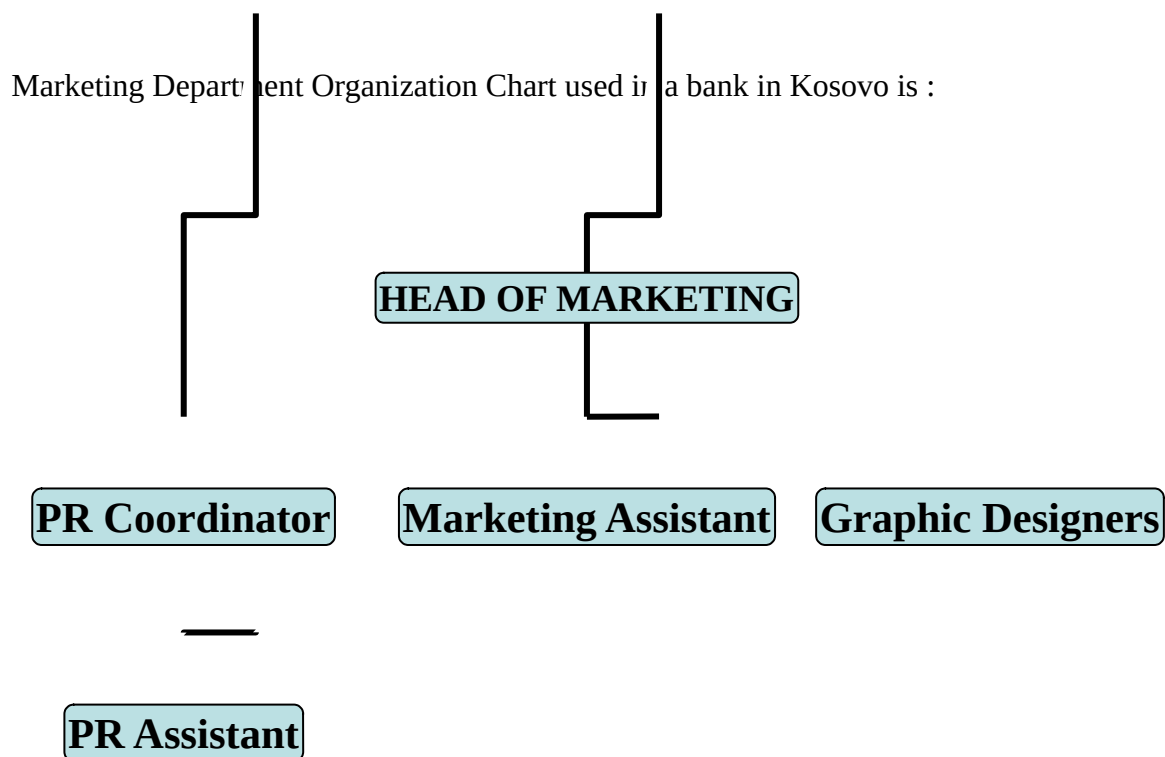 Marketing Department Organization Chart used in a bank in Kosovo is :
HEAD OF MARKETING
PR Coordinator
Marketing Assistant
Graphic Designers
PR Assistant